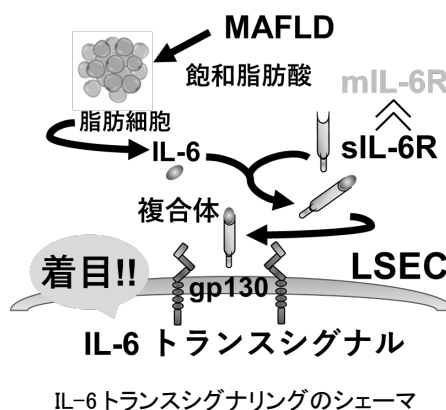 MAFLD
飽和脂肪酸
mIL-6R
脂肪細胞
IL-6
sIL-6R
複合体
着目!!
LSEC
gp130
IL-6 トランスシグナル
IL-6トランスシグナリングのシェーマ